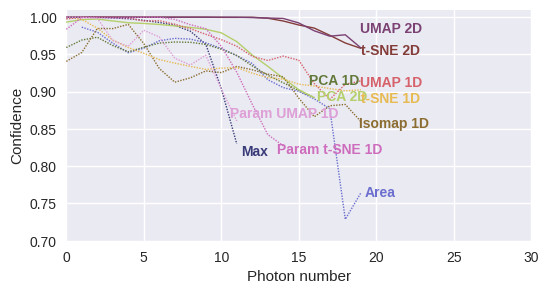 1.00
UMAP 2D
t-SNE 2D
0.95
PCA 1D
UMAP 1D
PCA 2D
t-SNE 1D
0.90
Param UMAP 1D
Isomap 1D
0.85
Max
Param t-SNE 1D
0.80
Area
0.75
0.70
0 5 10 15 20 25 30
Photon number
Confidence